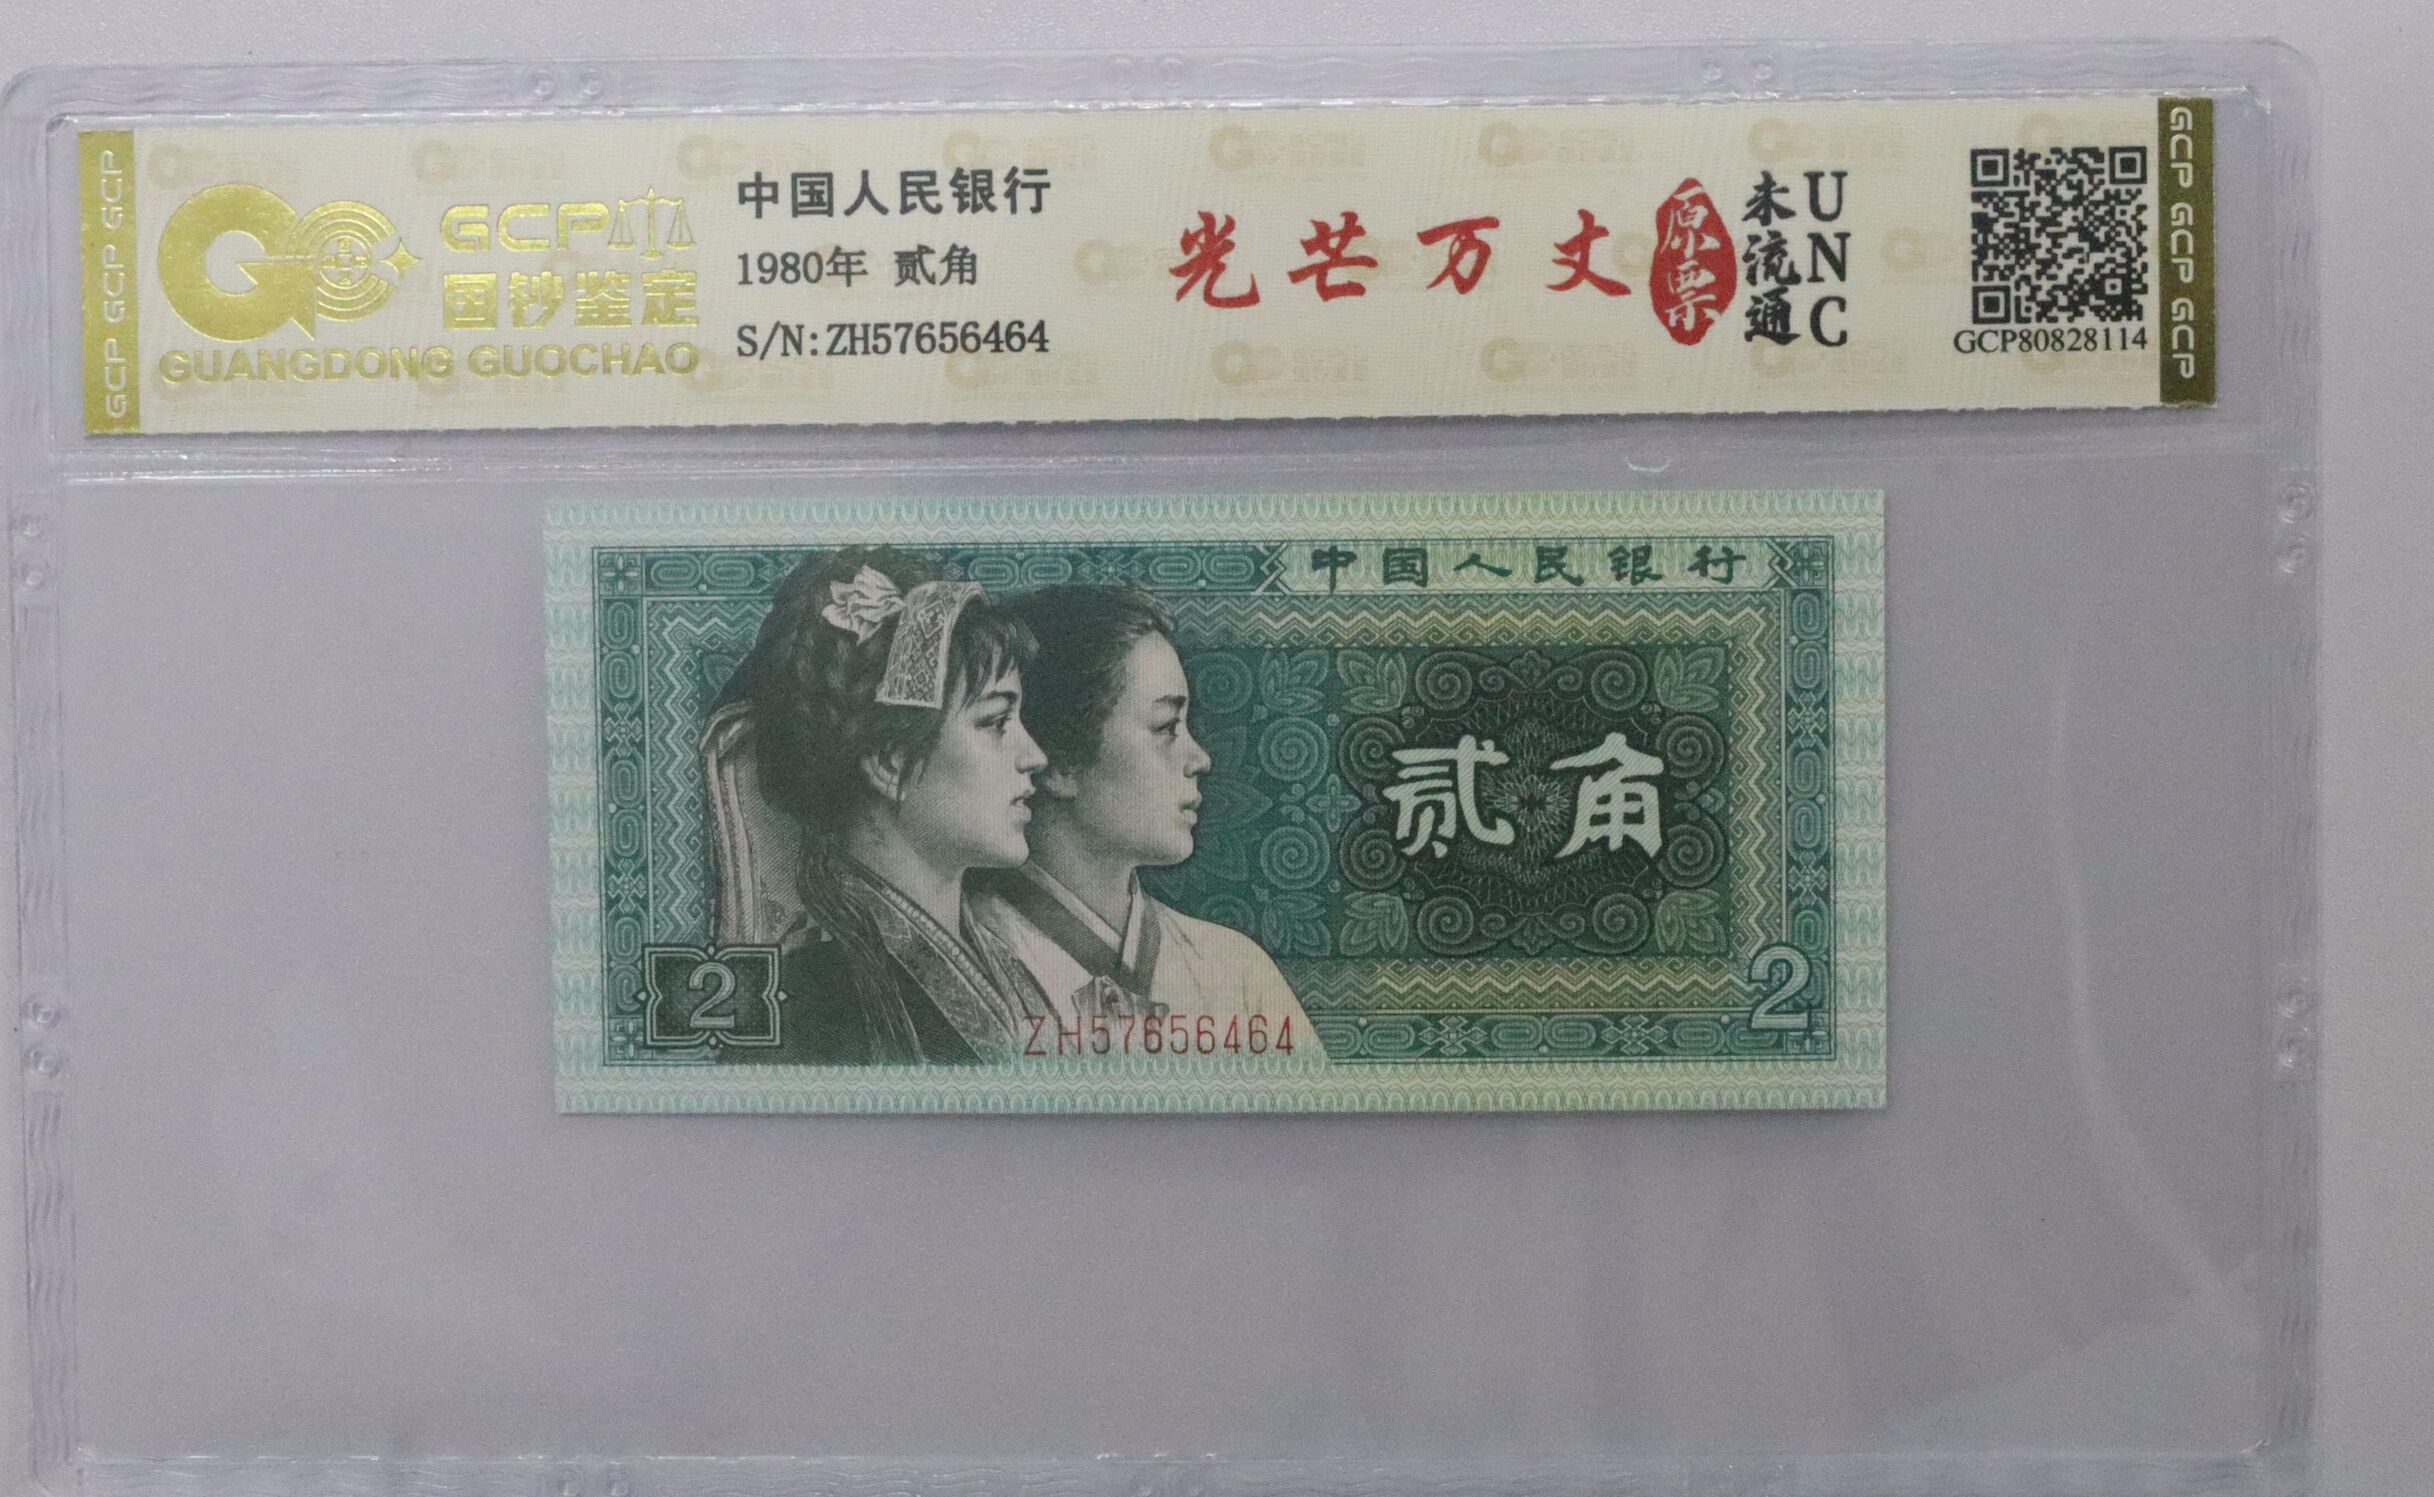 GCP GCP GCP
GCP
国钞鉴定
GUANGDONG GUOCHAO
中国人民银行
1980年 贰角
S/N:ZH57656464
光芒万丈
原票
未流通
UNC
GCP80828114
GCP GCP GCP
中国人民银行
贰角
2
2
ZH57656464